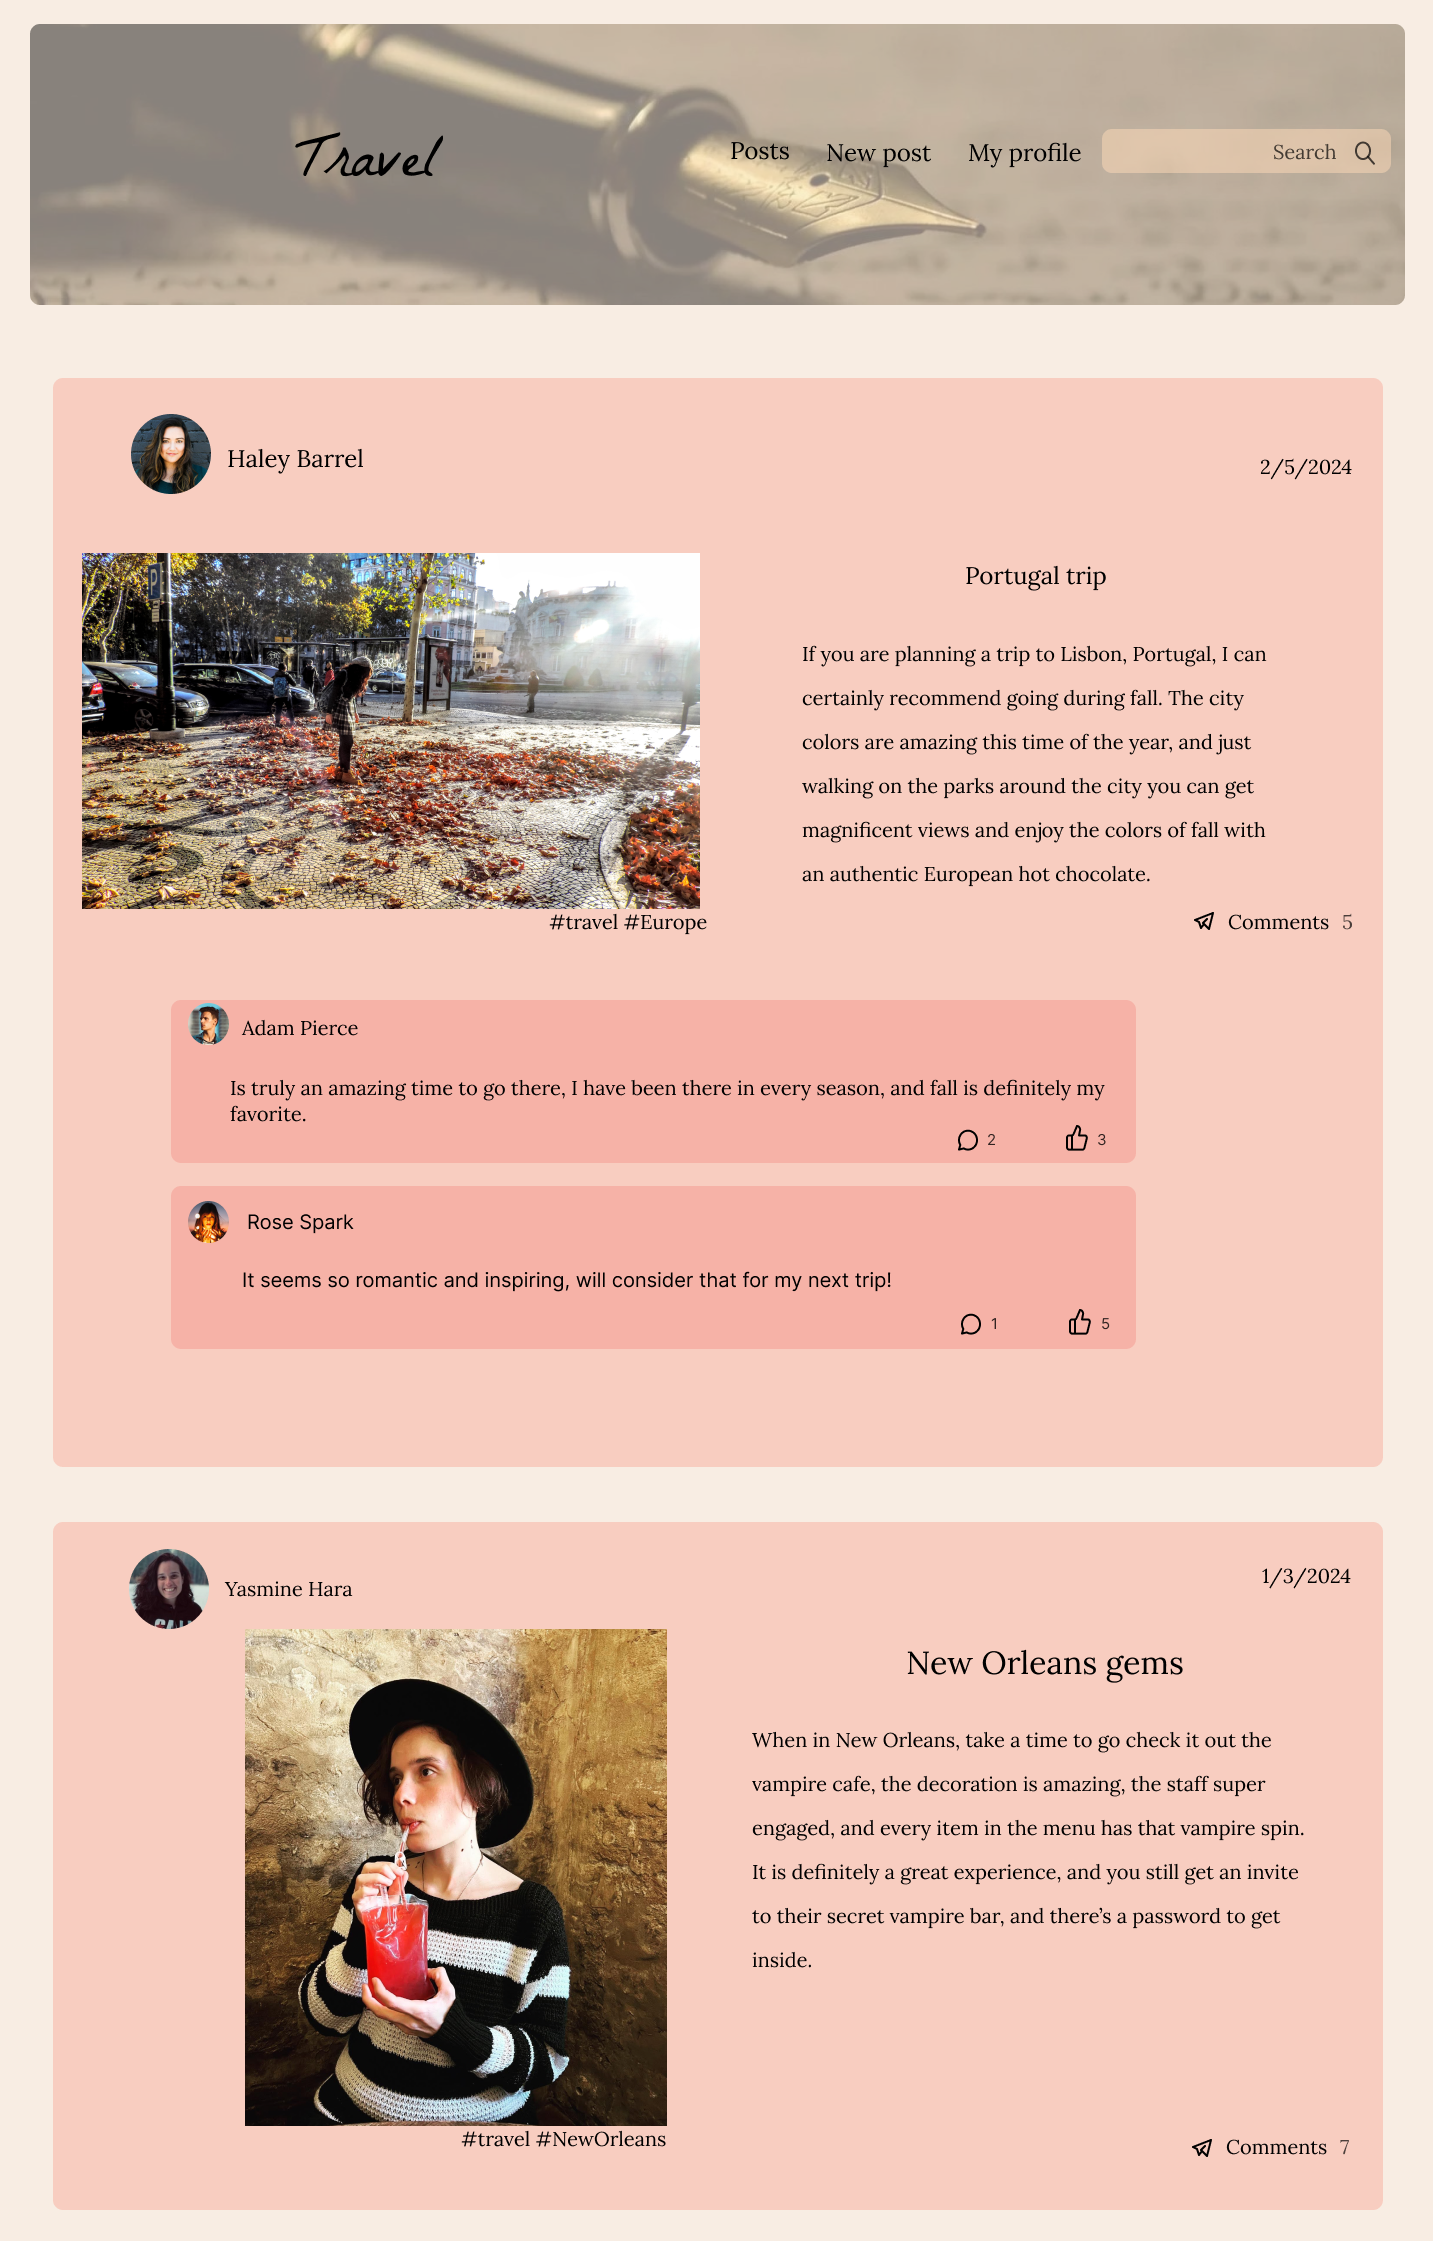 Travel
Posts
New post
My profile
Search
Haley Barrel
2/5/2024
Portugal trip
If you are planning a trip to Lisbon, Portugal, I can
certainly recommend going during fall. The city
colors are amazing this time of the year, and just
walking on the parks around the city you can get
magnificent views and enjoy the colors of fall with
an authentic European hot chocolate.
#travel #Europe
Comments 5
Adam Pierce
Is truly an amazing time to go there, I have been there in every season, and fall is definitely my
favorite.
2
3
Rose Spark
It seems so romantic and inspiring, will consider that for my next trip!
1
5
Yasmine Hara
1/3/2024
New Orleans gems
When in New Orleans, take a time to go check it out the
vampire cafe, the decoration is amazing, the staff super
engaged, and every item in the menu has that vampire spin.
It is definitely a great experience, and you still get an invite
to their secret vampire bar, and there’s a password to get
inside.
#travel #NewOrleans
Comments 7